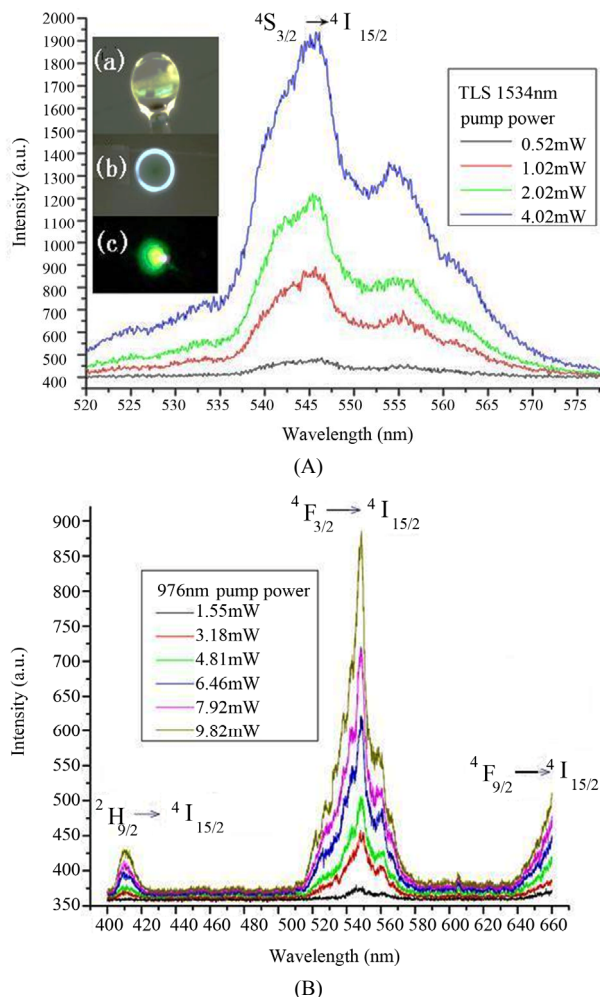 ⁴S₃/₂ → ⁴I₁₅/₂
2000
1900
1800
1700
1600
1500
1400
1300
1200
1100
1000
900
800
700
600
500
400
Intensity (a.u.)
(a)
(b)
(c)
TLS 1534nm
pump power
0.52mW
1.02mW
2.02mW
4.02mW
520 525 530 535 540 545 550 555 560 565 570 575
Wavelength (nm)
(A)
⁴F₃/₂ → ⁴I₁₅/₂
900
850
800
750
700
650
600
550
500
450
400
350
Intensity (a.u.)
976nm pump power
1.55mW
3.18mW
4.81mW
6.46mW
7.92mW
9.82mW
⁴F₉/₂ → ⁴I₁₅/₂
²H₉/₂ → ⁴I₁₅/₂
400 420 440 460 480 500 520 540 560 580 600 620 640 660
Wavelength (nm)
(B)